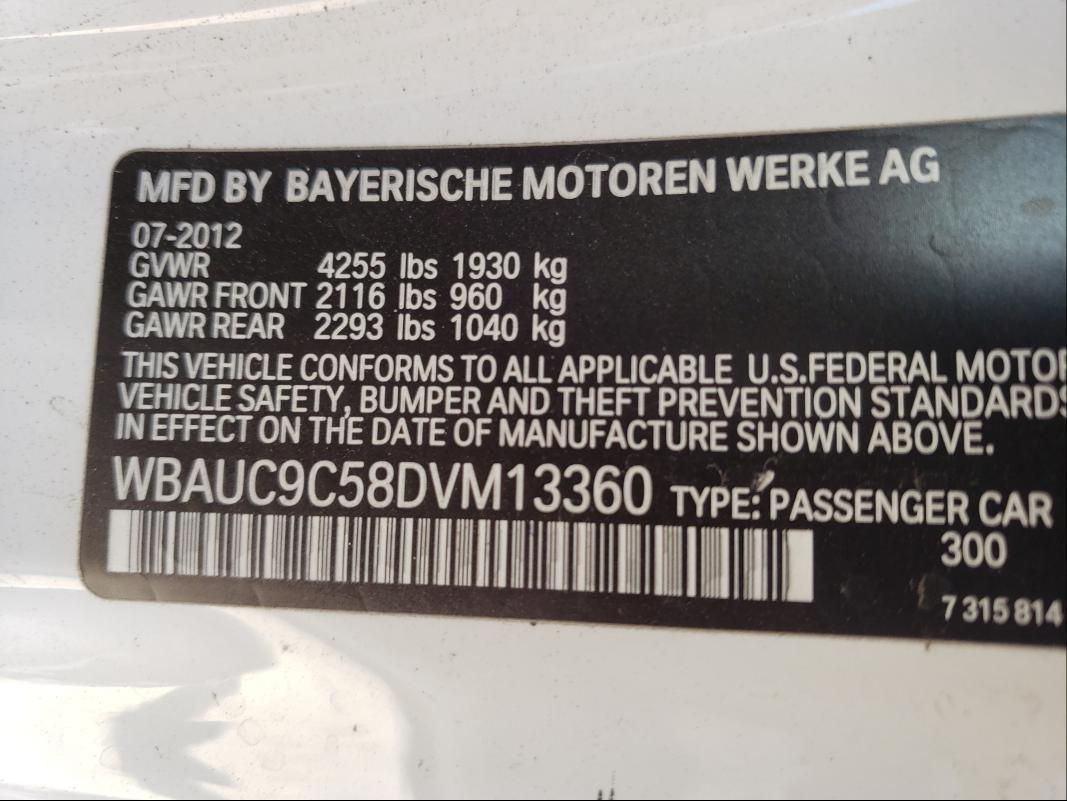 MFD BY BAYERISCHE MOTOREN WERKE AG
07-2012
GVWR 4255 lbs 1930 kg
GAWR FRONT 2116 lbs 960 kg
GAWR REAR 2293 lbs 1040 kg
THIS VEHICLE CONFORMS TO ALL APPLICABLE U.S.FEDERAL MOTOR
VEHICLE SAFETY, BUMPER AND THEFT PREVENTION STANDARDS
IN EFFECT ON THE DATE OF MANUFACTURE SHOWN ABOVE.
WBAUC9C58DVM13360 TYPE: PASSENGER CAR
300
7 315 814